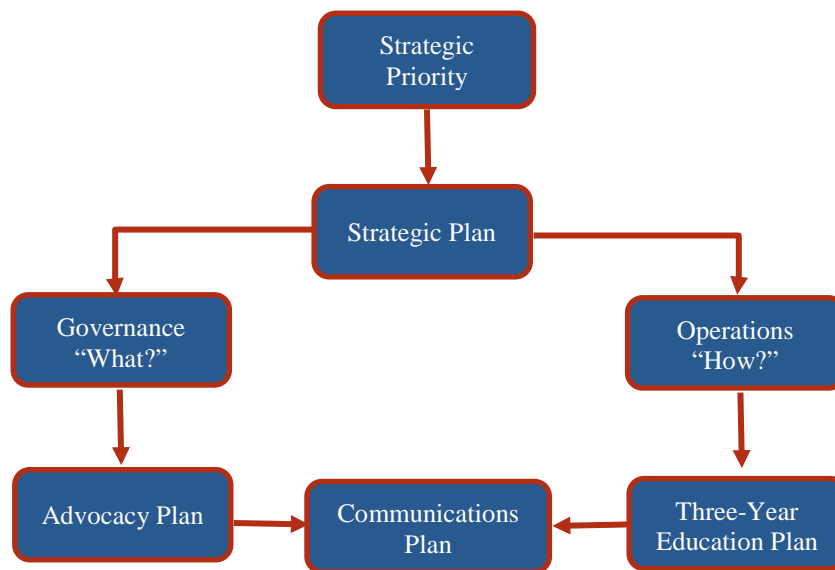 Strategic
Priority
Strategic Plan
Governance
“What?”
Operations
“How?”
Advocacy Plan
Communications
Plan
Three-Year
Education Plan